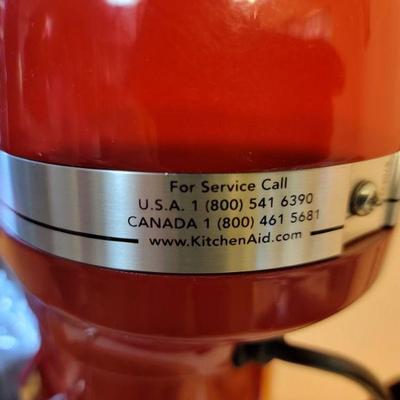 For Service Call
U.S.A. 1 (800) 541 6390
CANADA 1 (800) 461 5681
www.KitchenAid.com